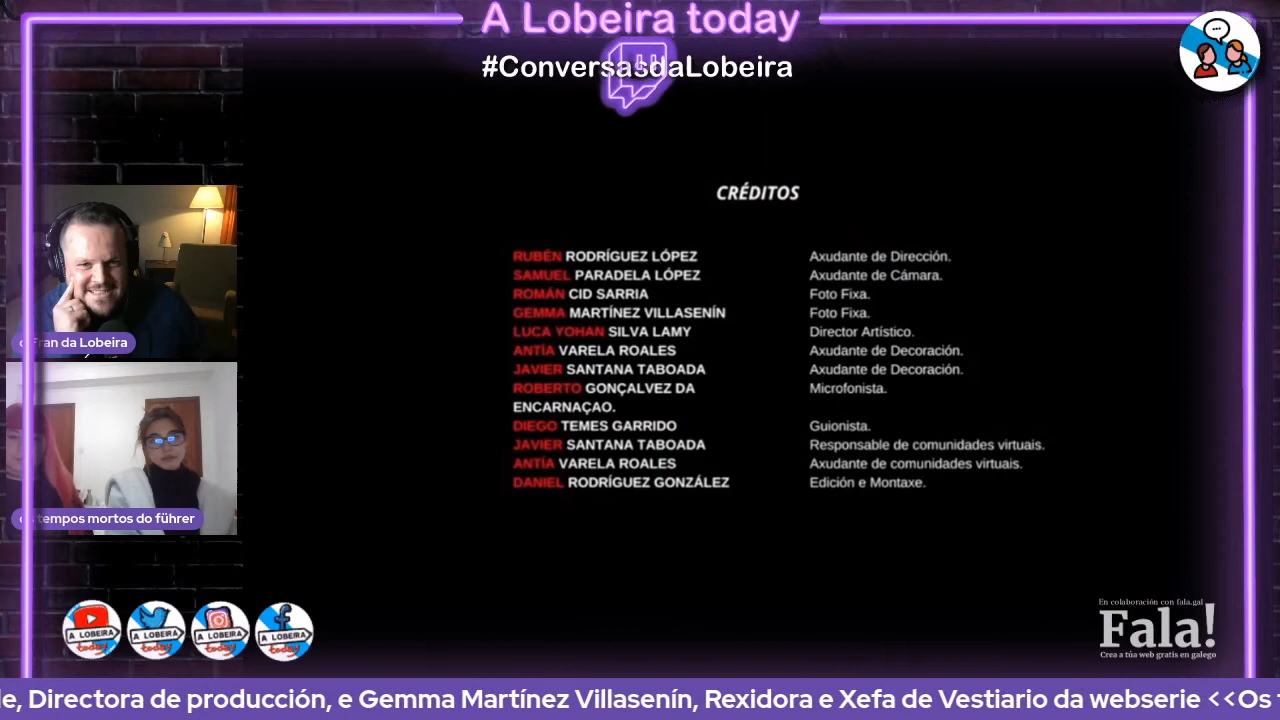 A Lobeira today
#ConversasdaLobeira
CRÉDITOS
RUBÉN RODRÍGUEZ LÓPEZ Axudante de Dirección.
SAMUEL PARADELA LÓPEZ Axudante de Cámara.
ROMÁN CID SARRIA Foto Fixa.
GEMMA MARTÍNEZ VILLASENÍN Foto Fixa.
LUCA YOHAN SILVA LAMY Director Artístico.
ANTÍA VARELA ROALES Axudante de Decoración.
JAVIER SANTANA TABOADA Axudante de Decoración.
ROBERTO GONÇALVEZ DA Microfonista.
ENCARNAÇAO.
DIEGO TEMES GARRIDO Guionista.
JAVIER SANTANA TABOADA Responsable de comunidades virtuais.
ANTÍA VARELA ROALES Axudante de comunidades virtuais.
DANIEL RODRÍGUEZ GONZÁLEZ Edición e Montaxe.
Fran da Lobeira
tempos mortos do führer
A LOBEIRA today
A LOBEIRA today
A LOBEIRA today
A LOBEIRA today
En colaboración con fala.gal
Fala!
Crea a túa web gratis en galego
le, Directora de producción, e Gemma Martínez Villasenín, Rexidora e Xefa de Vestiario da webserie <<Os